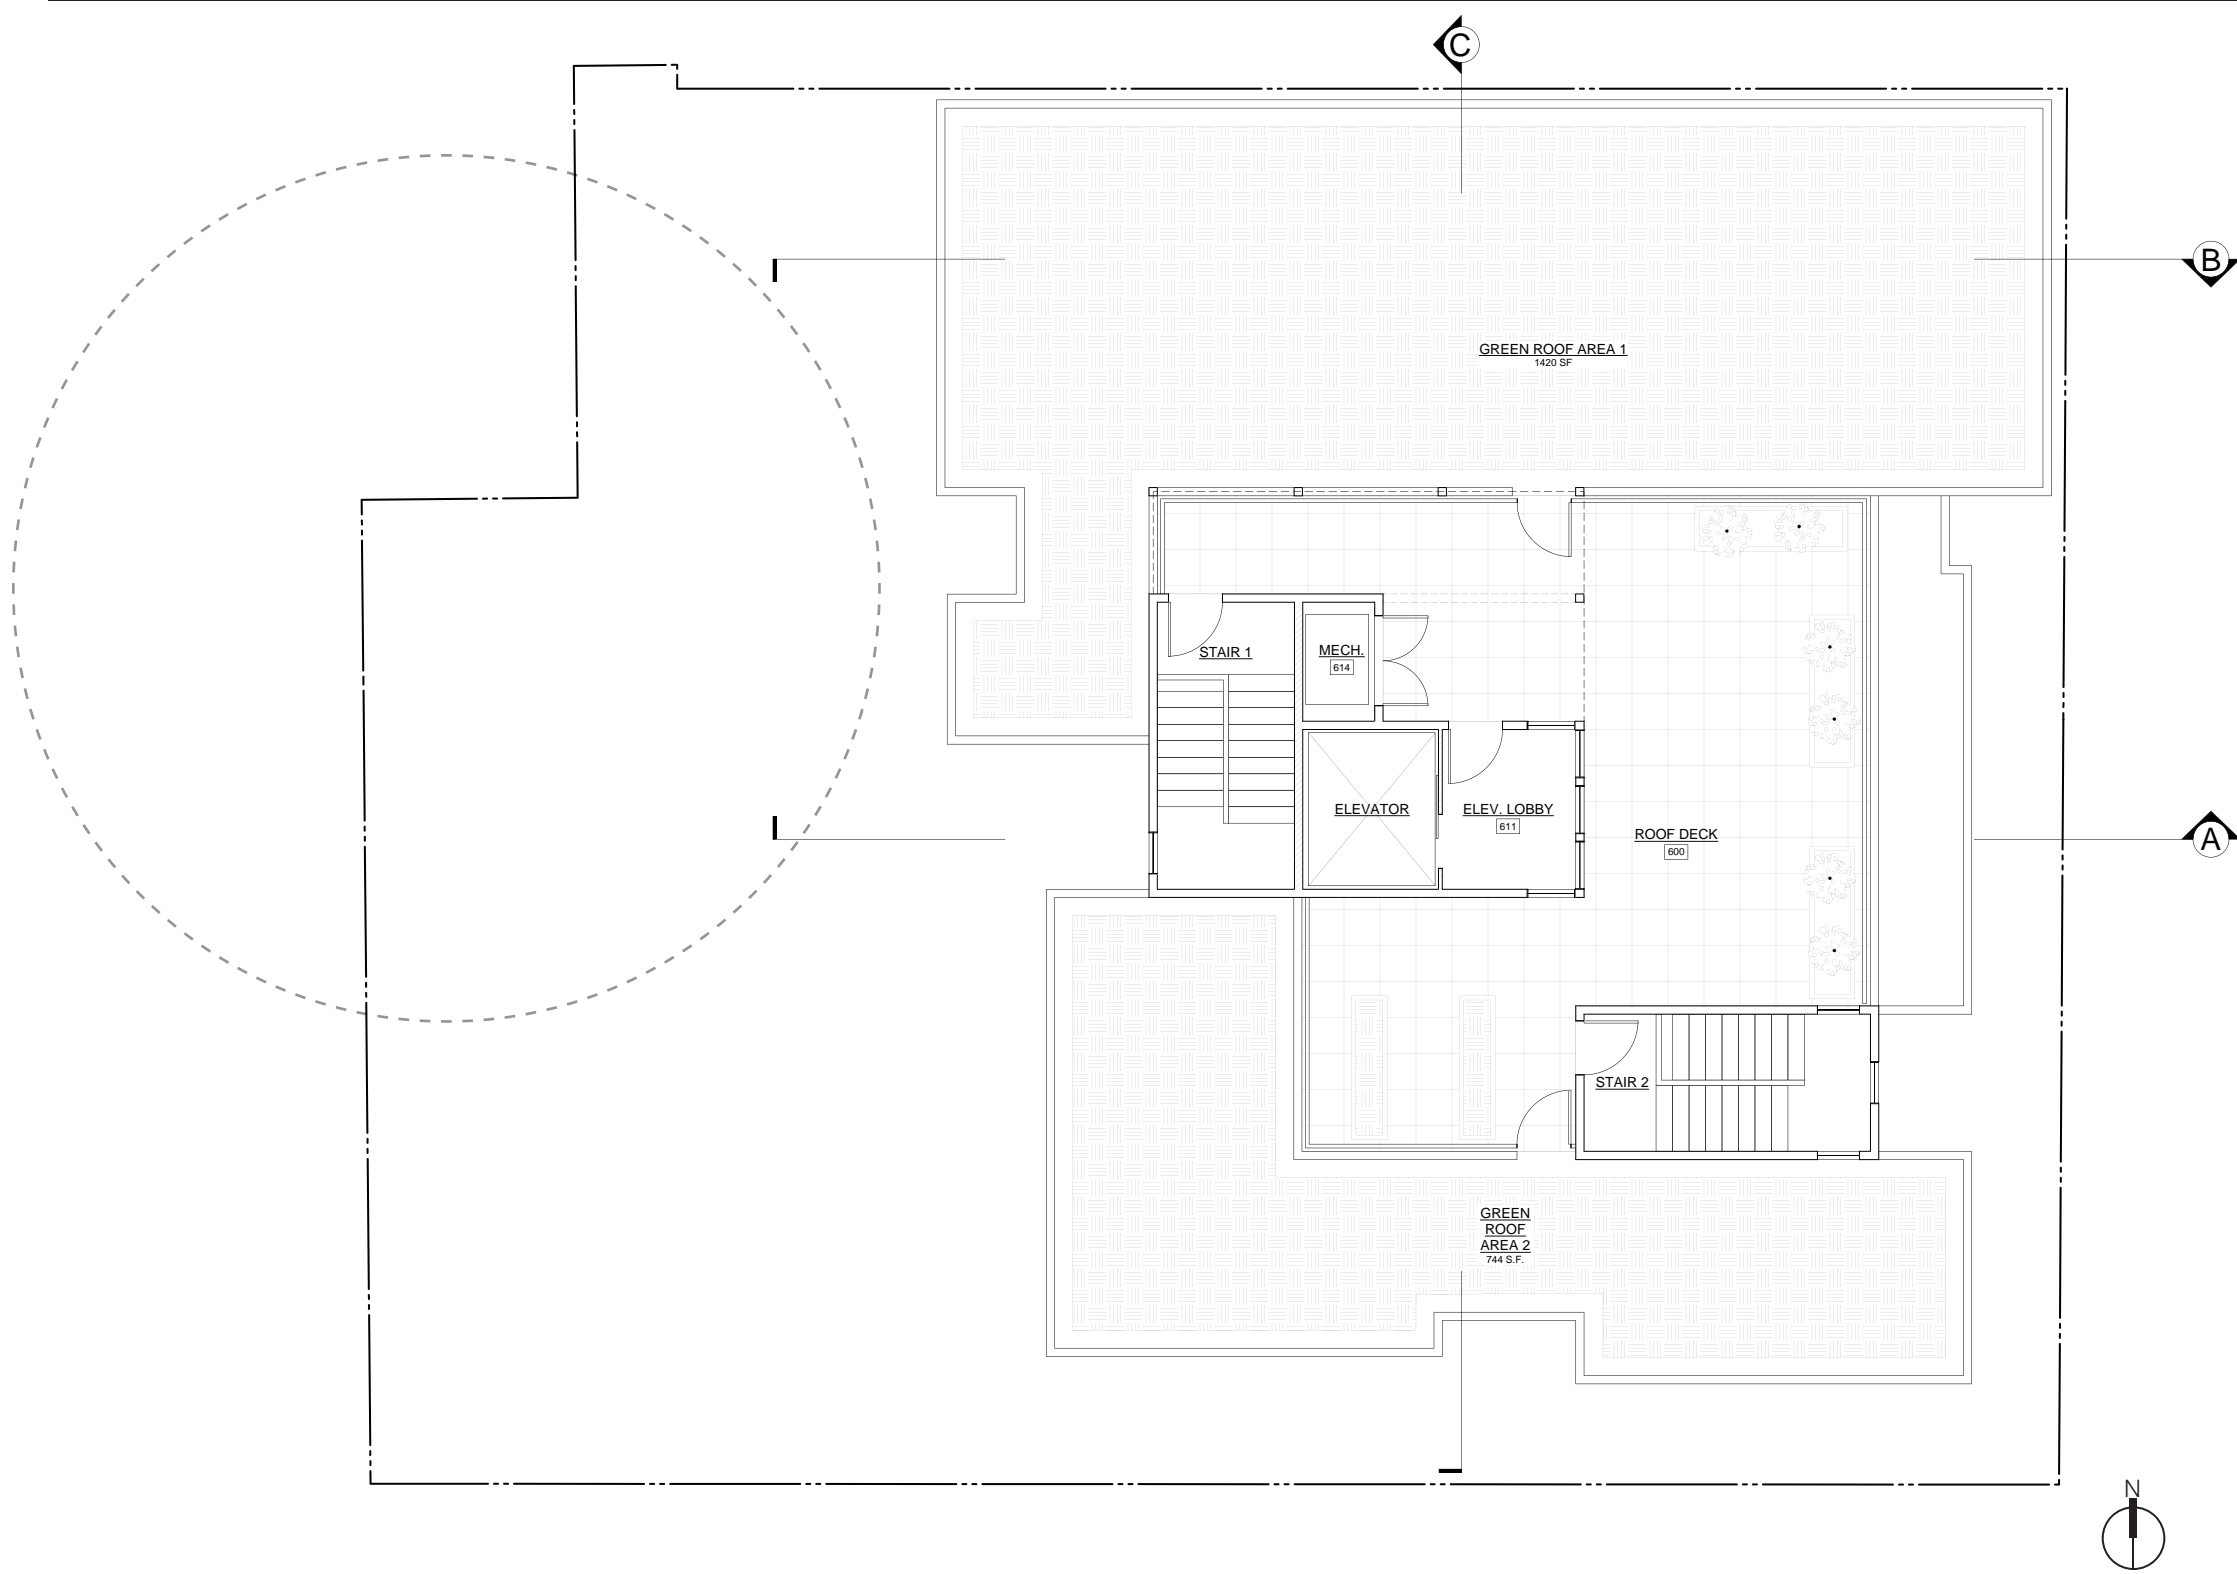 C
B
GREEN ROOF AREA 1
1420 SF
STAIR 1
MECH.
614
ELEVATOR
ELEV. LOBBY
611
ROOF DECK
600
A
STAIR 2
GREEN
ROOF
AREA 2
744 S.F.
N